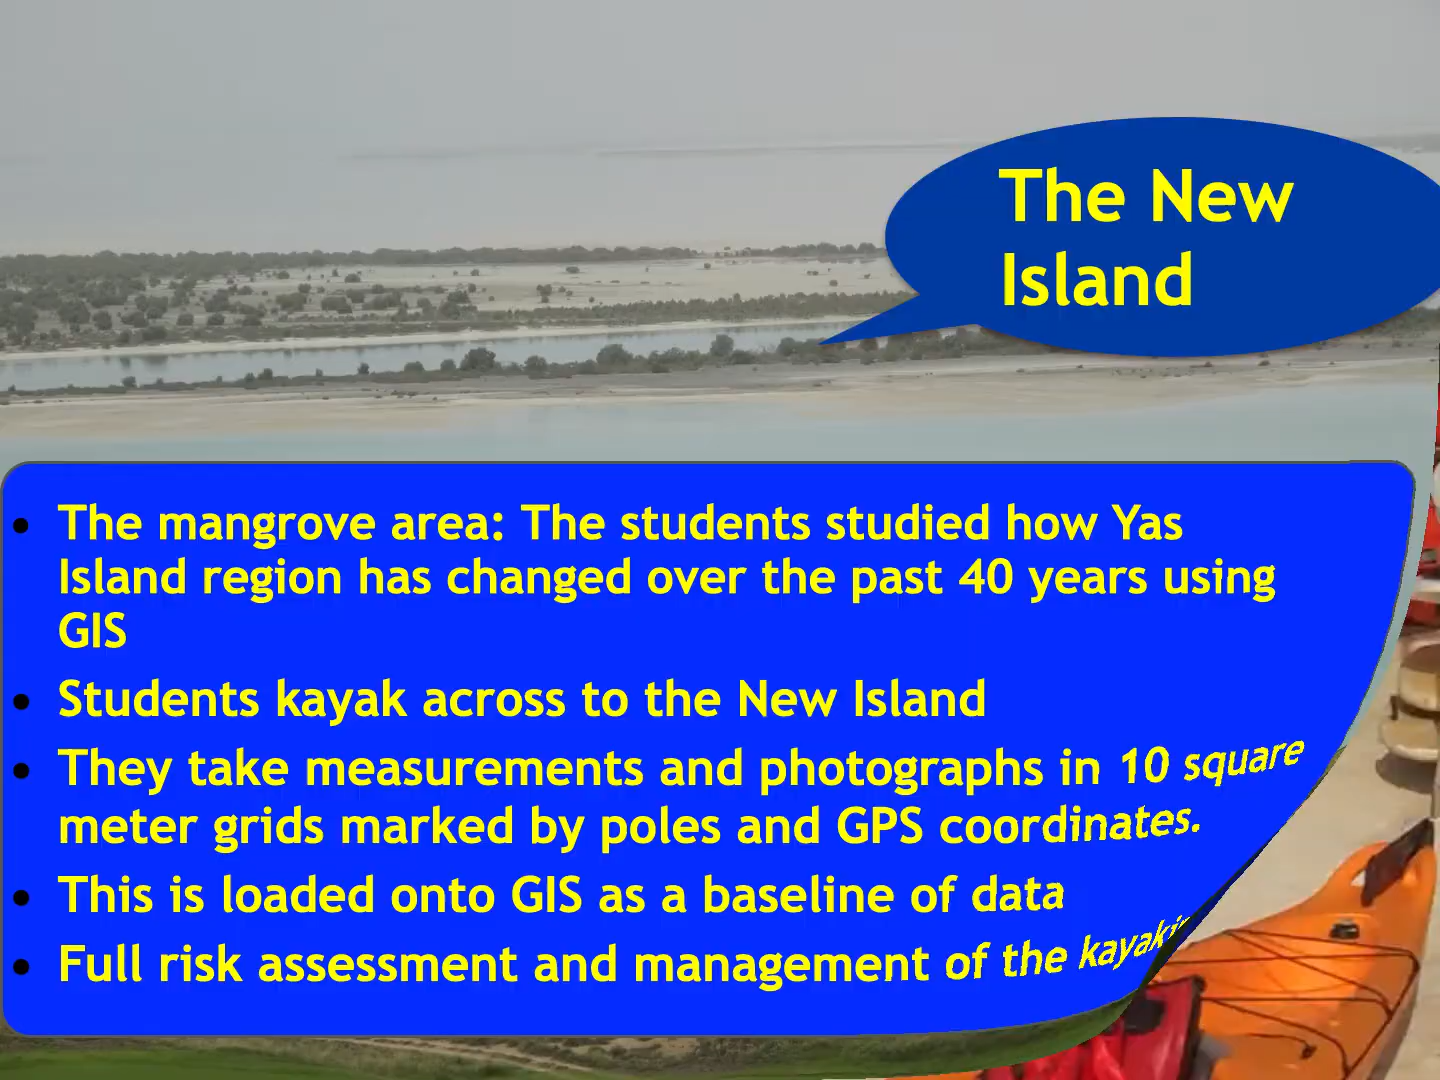 The New
Island
• The mangrove area: The students studied how Yas
Island region has changed over the past 40 years using
GIS
• Students kayak across to the New Island
• They take measurements and photographs in 10 square
meter grids marked by poles and GPS coordinates.
• This is loaded onto GIS as a baseline of data
• Full risk assessment and management of the